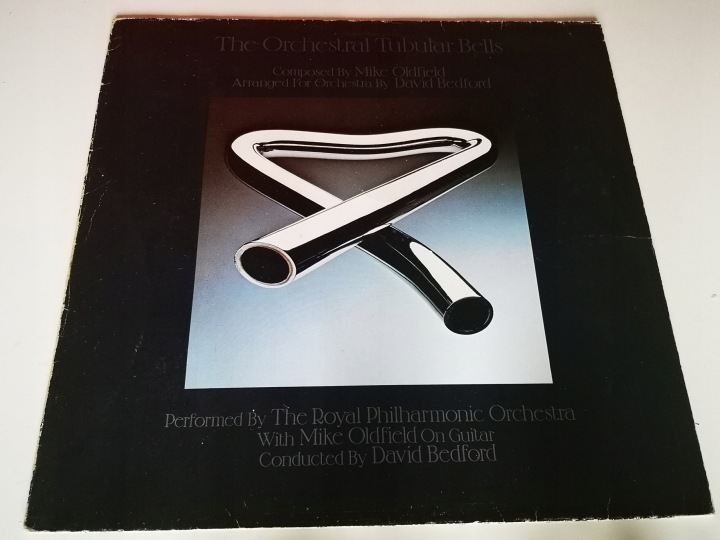 The Orchestral Tubular Bells
Composed By Mike Oldfield
Arranged For Orchestra By David Bedford
Performed By The Royal Philharmonic Orchestra
With Mike Oldfield On Guitar
Conducted By David Bedford